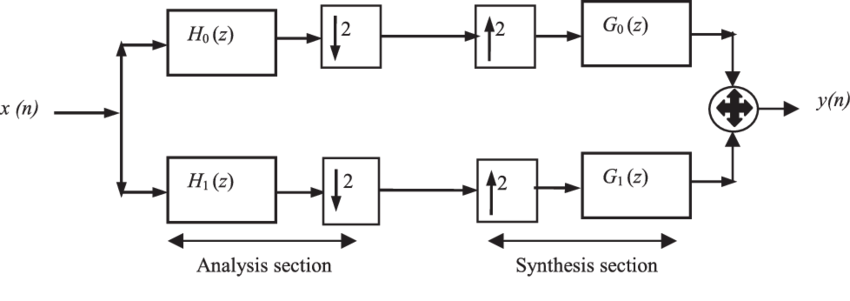 H₀(z)
2
2
G₀(z)
x (n)
y(n)
H₁(z)
2
2
G₁(z)
Analysis section
Synthesis section